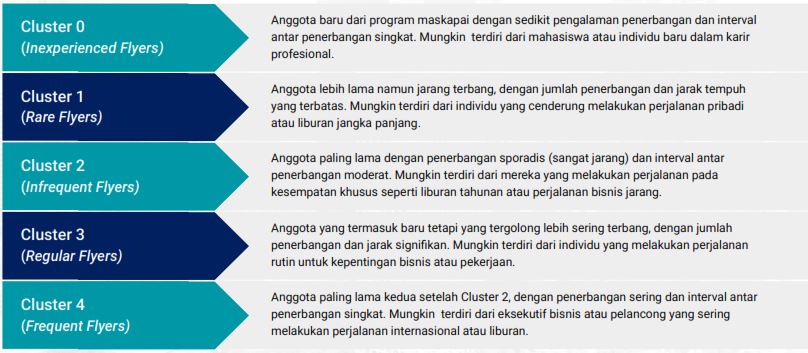 Cluster 0
(Inexperienced Flyers)
Anggota baru dari program maskapai dengan sedikit pengalaman penerbangan dan interval
antar penerbangan singkat. Mungkin terdiri dari mahasiswa atau individu baru dalam karir
profesional.
Cluster 1
(Rare Flyers)
Anggota lebih lama namun jarang terbang, dengan jumlah penerbangan dan jarak tempuh
yang terbatas. Mungkin terdiri dari individu yang cenderung melakukan perjalanan pribadi
atau liburan jangka panjang.
Cluster 2
(Infrequent Flyers)
Anggota paling lama dengan penerbangan sporadis (sangat jarang) dan interval antar
penerbangan moderat. Mungkin terdiri dari mereka yang melakukan perjalanan pada
kesempatan khusus seperti liburan tahunan atau perjalanan bisnis jarang.
Cluster 3
(Regular Flyers)
Anggota yang termasuk baru tetapi yang tergolong lebih sering terbang, dengan jumlah
penerbangan dan jarak signifikan. Mungkin terdiri dari individu yang melakukan perjalanan
rutin untuk kepentingan bisnis atau pekerjaan.
Cluster 4
(Frequent Flyers)
Anggota paling lama kedua setelah Cluster 2, dengan penerbangan sering dan interval antar
penerbangan singkat. Mungkin terdiri dari eksekutif bisnis atau pelancong yang sering
melakukan perjalanan internasional atau liburan.